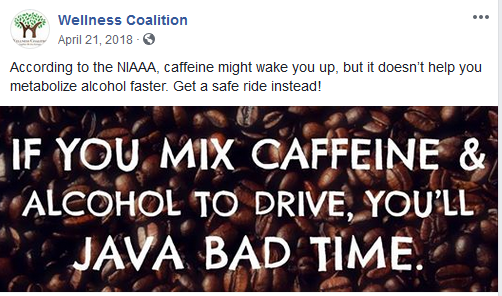 Wellness Coalition
April 21, 2018 ·
According to the NIAAA, caffeine might wake you up, but it doesn't help you
metabolize alcohol faster. Get a safe ride instead!
IF YOU MIX CAFFEINE &
ALCOHOL TO DRIVE, YOU'LL
JAVA BAD TIME.